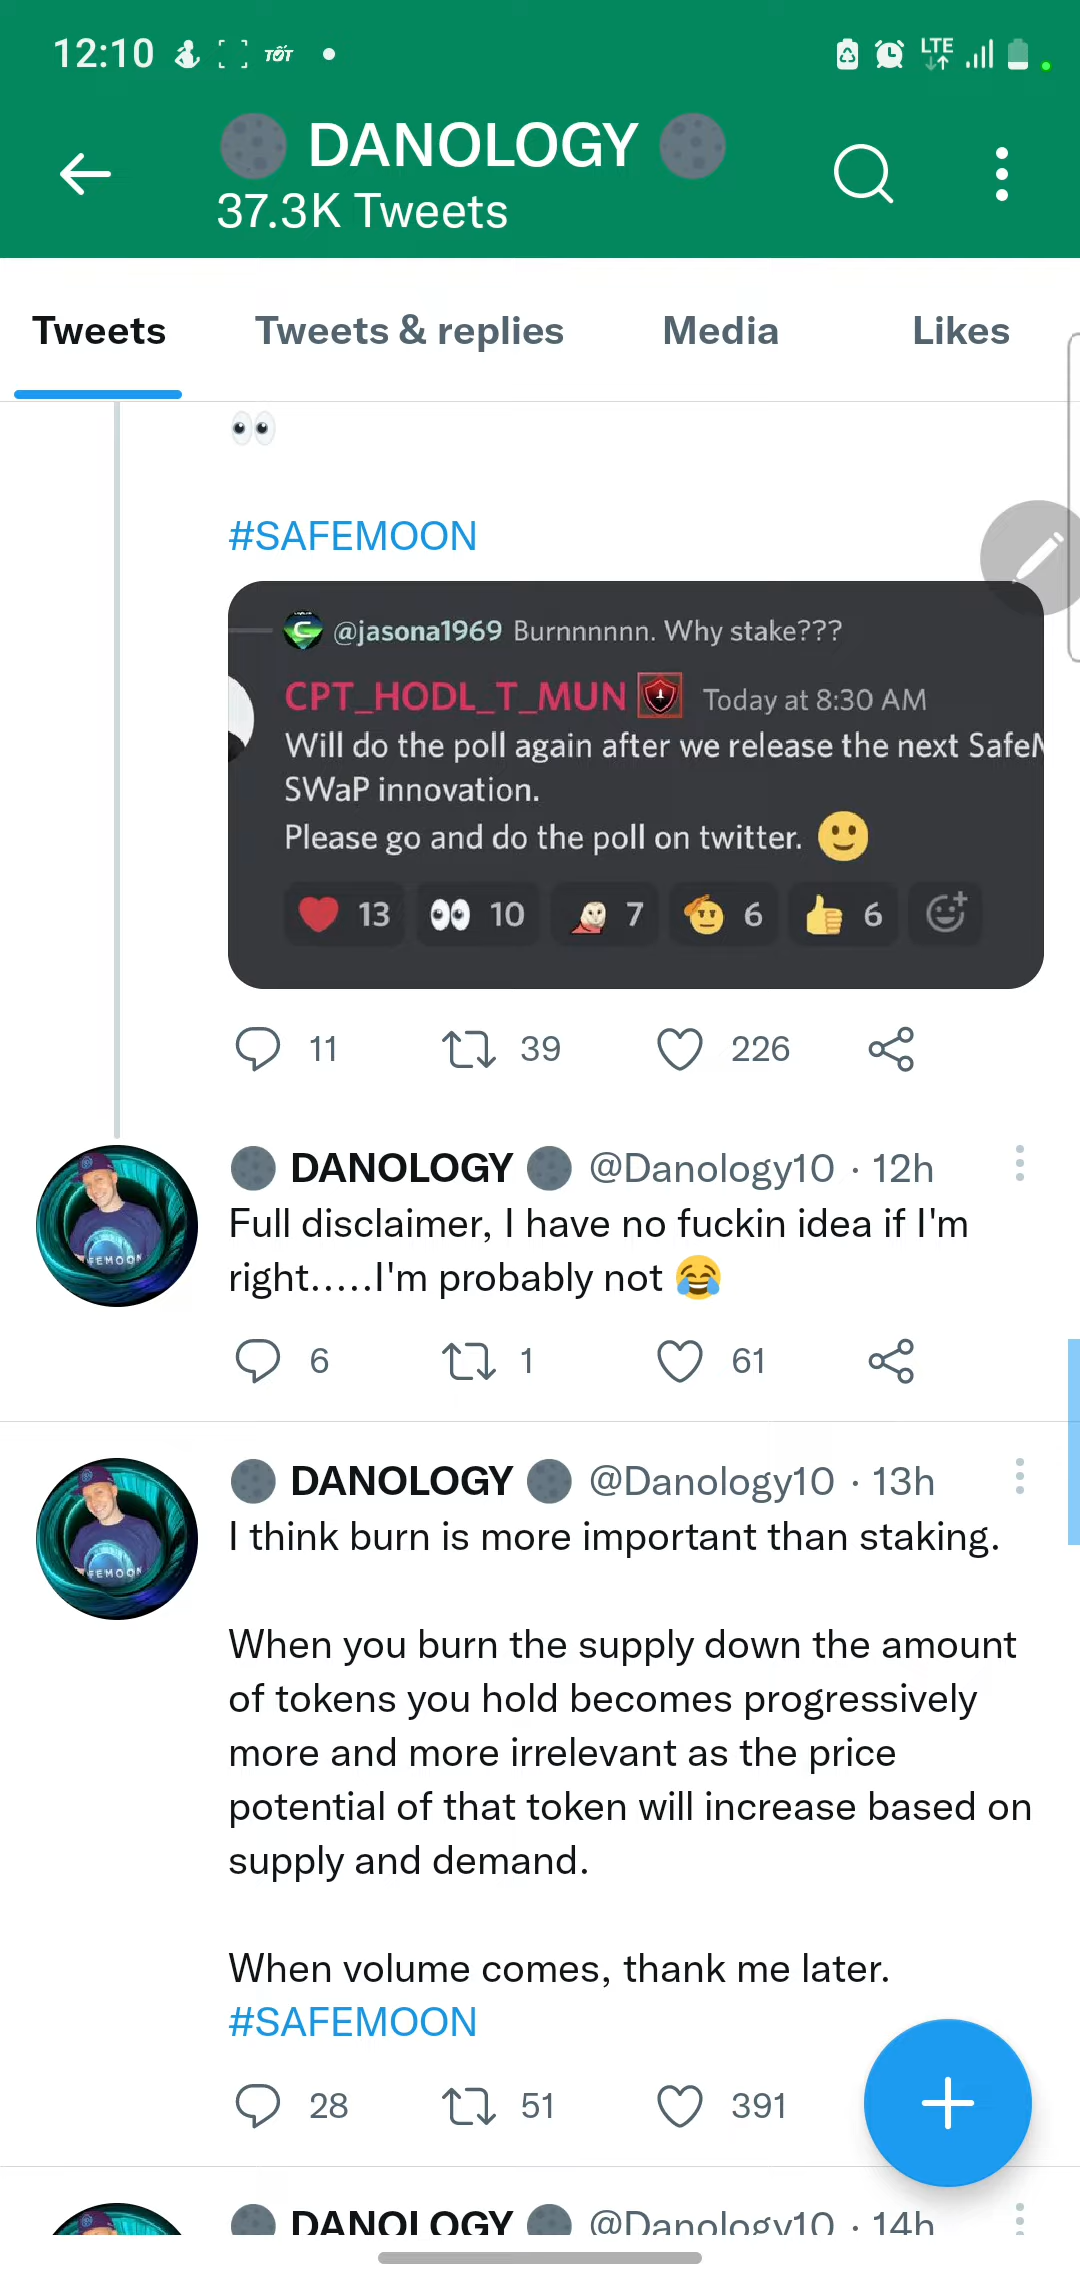 12:10 TỐT LTE
DANOLOGY
37.3K Tweets
Tweets Tweets & replies Media Likes
#SAFEMOON
@jasona1969 Burnnnnnn. Why stake???
CPT_HODL_T_MUN Today at 8:30 AM
Will do the poll again after we release the next SafeM
SWaP innovation.
Please go and do the poll on twitter.
13 10 7 6 6
11 39 226
DANOLOGY @Danology10 · 12h
Full disclaimer, I have no fuckin idea if I'm
right.....I'm probably not
6 1 61
DANOLOGY @Danology10 · 13h
I think burn is more important than staking.
When you burn the supply down the amount
of tokens you hold becomes progressively
more and more irrelevant as the price
potential of that token will increase based on
supply and demand.
When volume comes, thank me later.
#SAFEMOON
28 51 391
DANOLOGY @Danology10 · 14h